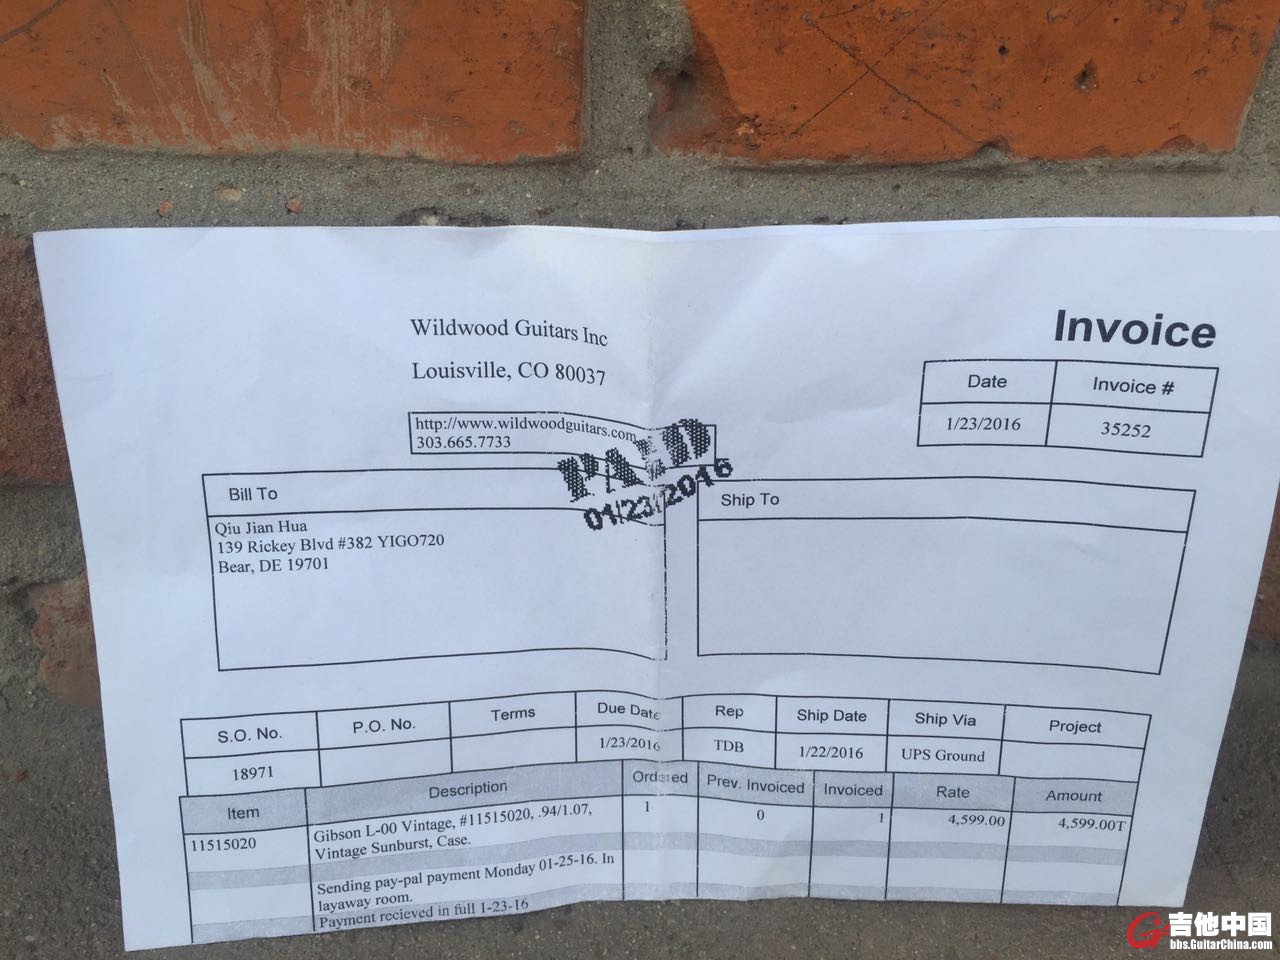 Wildwood Guitars Inc
Louisville, CO 80037
Invoice
Date Invoice #
1/23/2016 35252
http://www.wildwoodguitars.com
303.665.7733
PAID
01/23/2016
Bill To
Qiu Jian Hua
139 Rickey Blvd #382 YIGO720
Bear, DE 19701
Ship To
S.O. No. P.O. No. Terms Due Date Rep Ship Date Ship Via Project
18971 1/23/2016 TDB 1/22/2016 UPS Ground
Item Description Ordered Prev. Invoiced Invoiced Rate Amount
11515020 Gibson L-00 Vintage, #11515020, .94/1.07, 1 0 1 4,599.00 4,599.00T
Vintage Sunburst, Case.
Sending pay-pal payment Monday 01-25-16. In
layaway room.
Payment recieved in full 1-23-16
吉他中国
bbs.GuitarChina.com